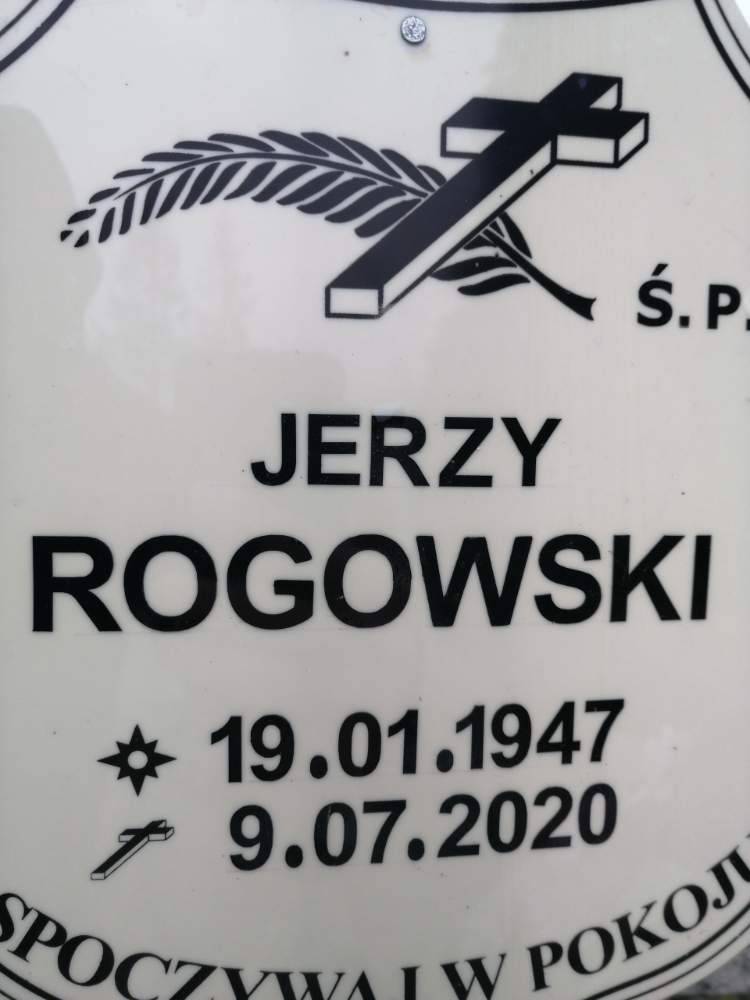 Ś.P.
JERZY
ROGOWSKI
19.01.1947
9.07.2020
SPOCZYWAJ W POKOJU